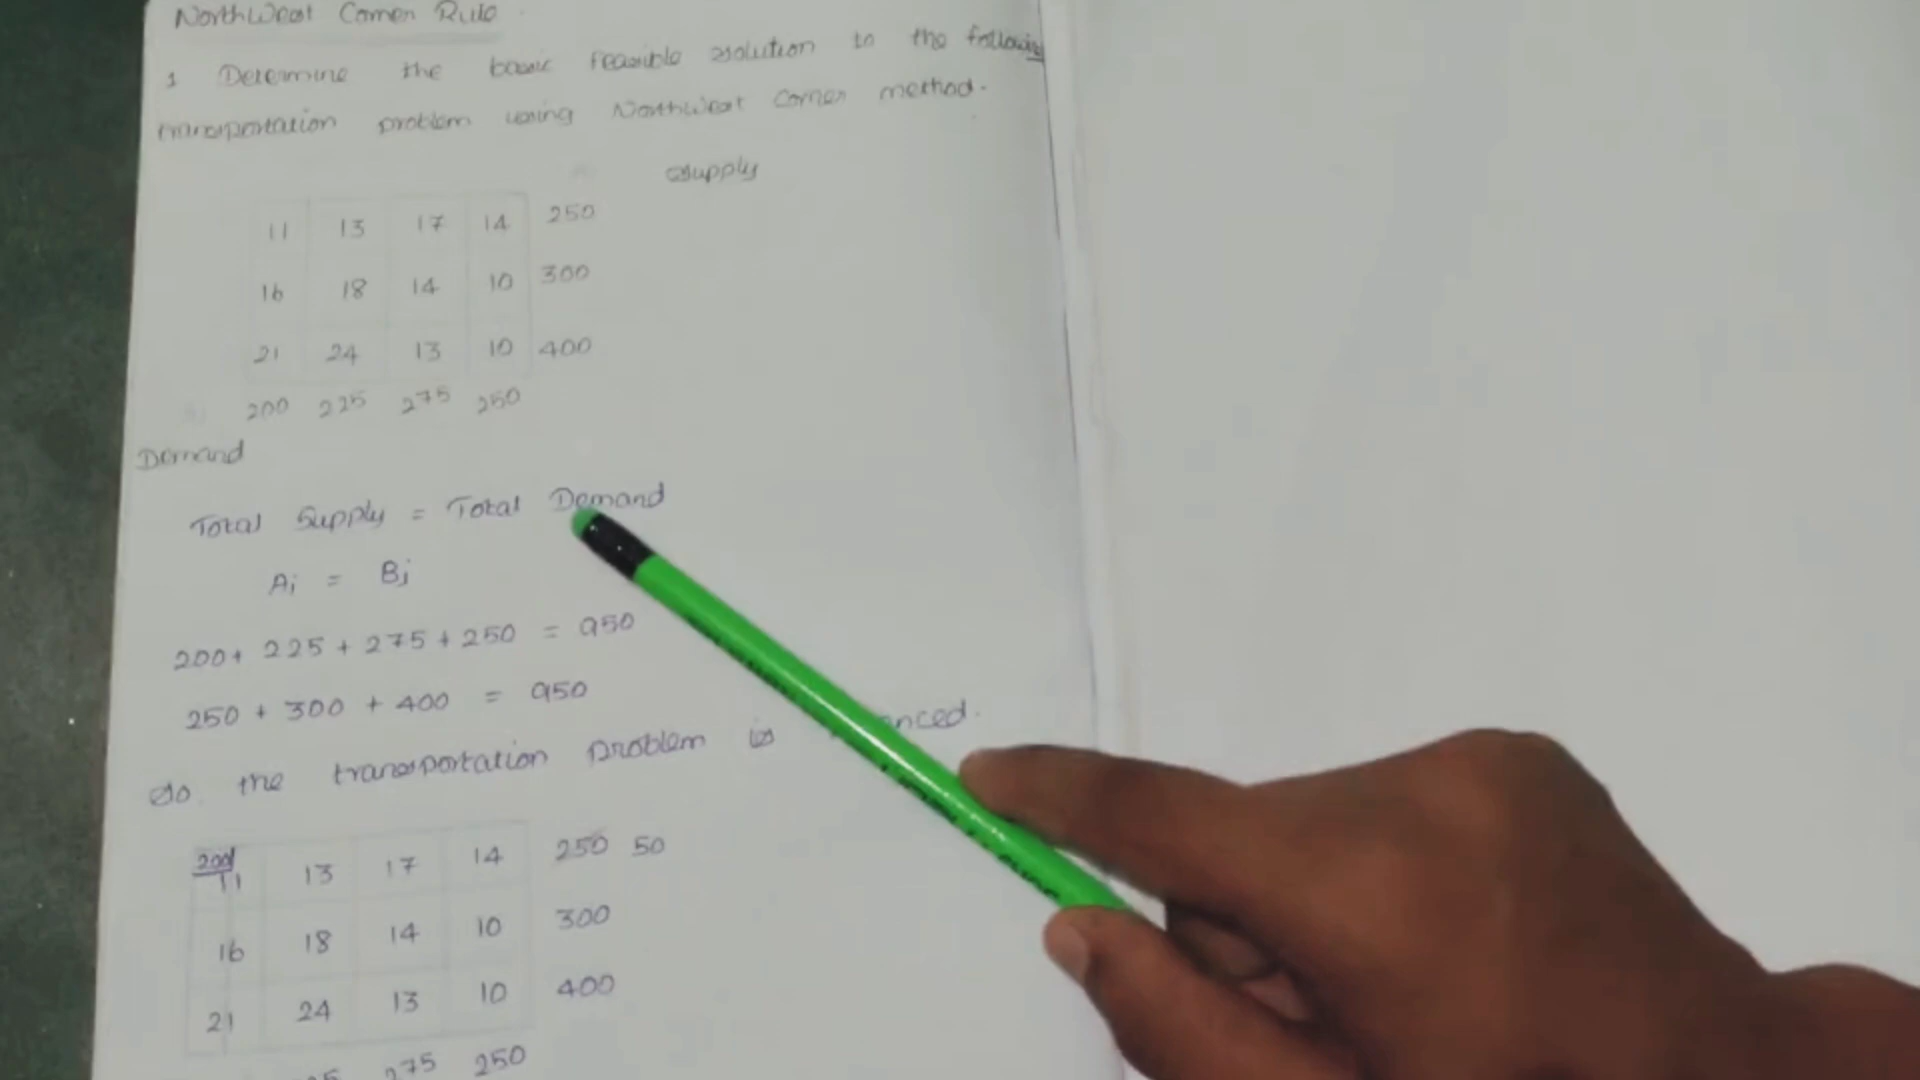 NorthWest Corner Rule
1 Determine the basic feasible solution to the following
transportation problem using NorthWest Corner method.
Supply
11 13 17 14 250
16 18 14 10 300
21 24 13 10 400
200 225 275 250
Demand
Total Supply = Total Demand
Ai = Bj
200+ 225 + 275 + 250 = 950
250 + 300 + 400 = 950
So the transportation problem is
200
11 13 17 14 250 50
16 18 14 10 300
21 24 13 10 400
275 250